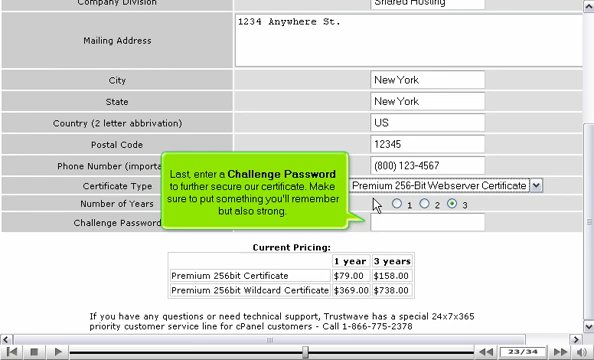 Company Division Shared Hosting
Mailing Address 1234 Anywhere St.
City New York
State New York
Country (2 letter abbrivation) US
Postal Code 12345
Phone Number (importa (800) 123-4567
Certificate Type Premium 256-Bit Webserver Certificate
Number of Years 1 2 3
Challenge Password
Last, enter a Challenge Password
to further secure our certificate. Make
sure to put something you'll remember
but also strong.
Current Pricing:
1 year 3 years
Premium 256bit Certificate $79.00 $158.00
Premium 256bit Wildcard Certificate $369.00 $738.00
If you have any questions or need technical support, Trustwave has a special 24x7x365
priority customer service line for cPanel customers - Call 1-866-775-2378
23/34